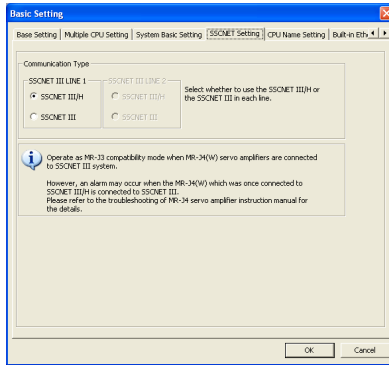 Basic Setting
Base Setting | Multiple CPU Setting | System Basic Setting | SSCNET Setting | CPU Name Setting | Built-in Eth
Communication Type
SSCNET III LINE 1
SSCNET III LINE 2
SSCNET III/H
SSCNET III/H
SSCNET III
SSCNET III
Select whether to use the SSCNET III/H or
the SSCNET III in each line.
Operate as MR-J3 compatibility mode when MR-J4(W) servo amplifiers are connected
to SSCNET III system.
However, an alarm may occur when the MR-J4(W) which was once connected to
SSCNET III/H is connected to SSCNET III.
Please refer to the troubleshooting of MR-J4 servo amplifier instruction manual for
the details.
OK
Cancel